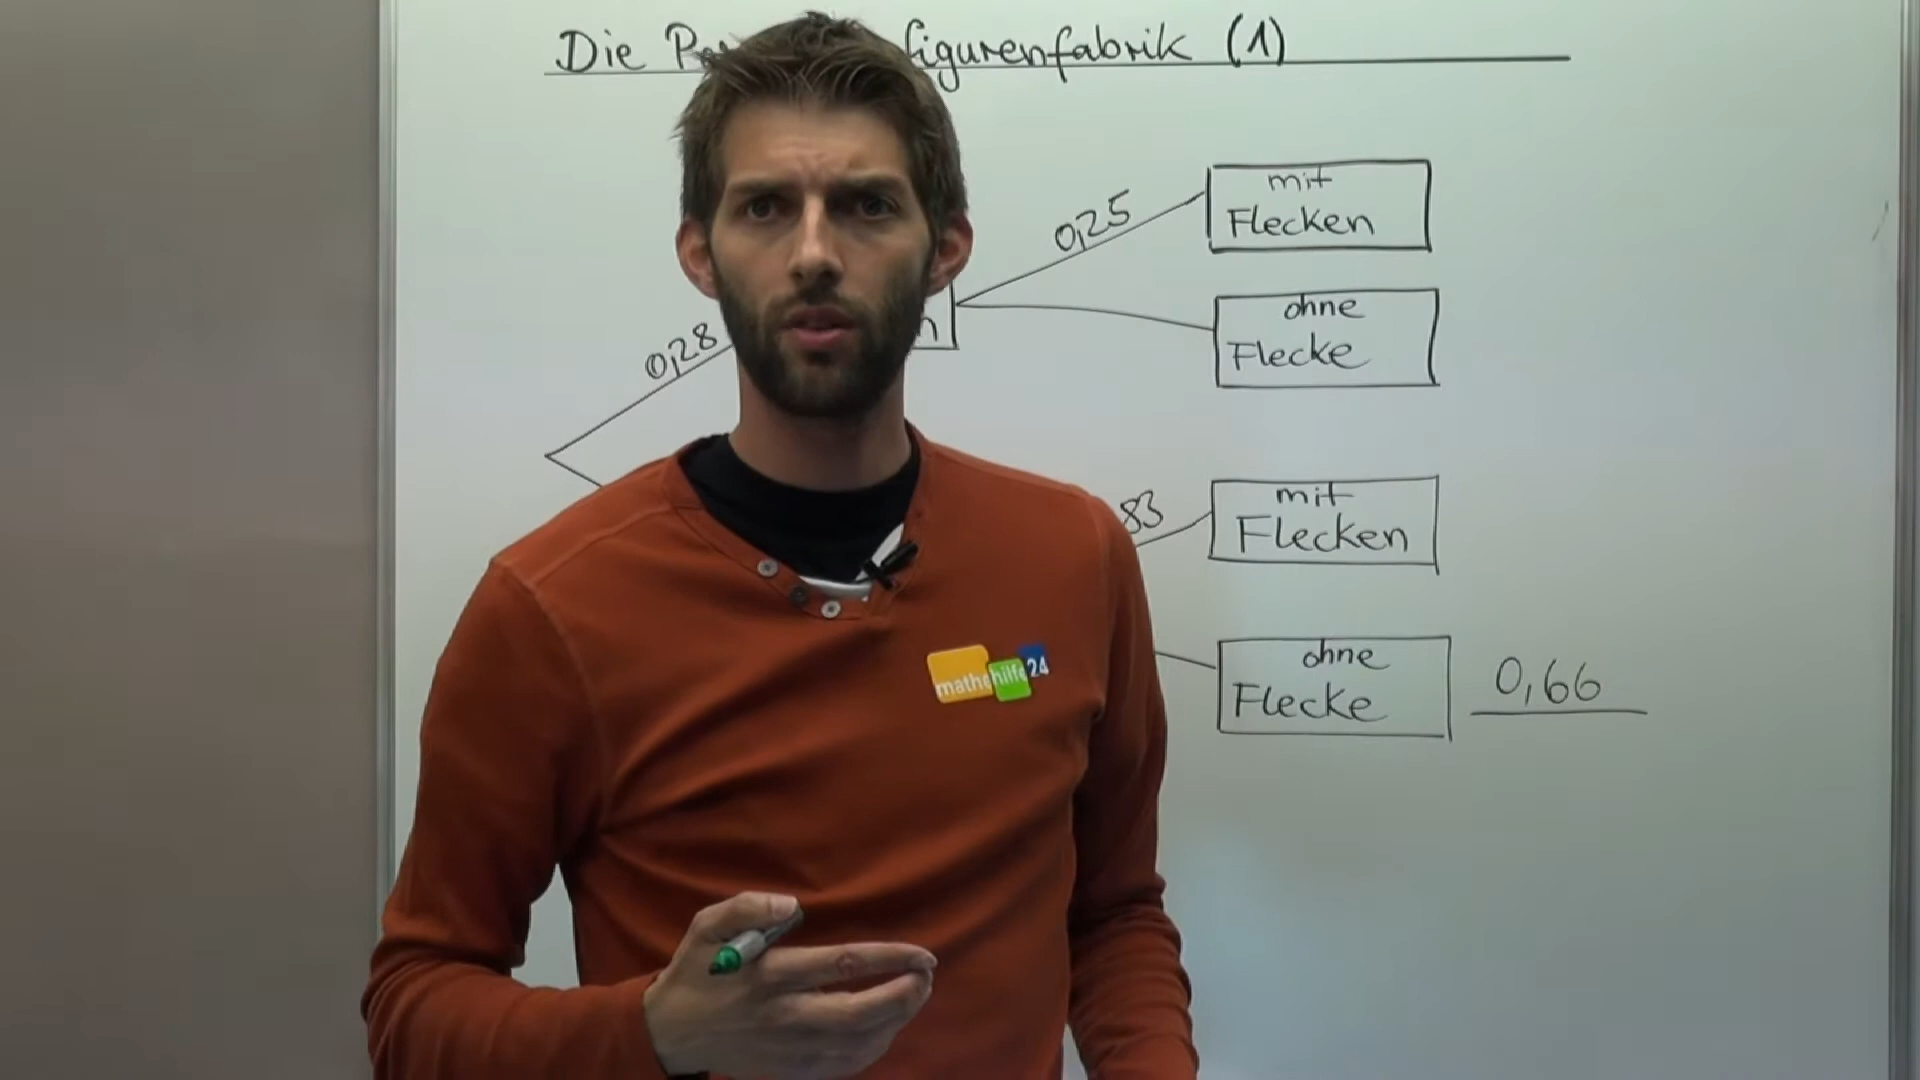 Die figurenfabrik (1)
0,25
mit
Flecken
0,28
ohne
Flecke
83
mit
Flecken
mathehilfe24
ohne
Flecke
0,66